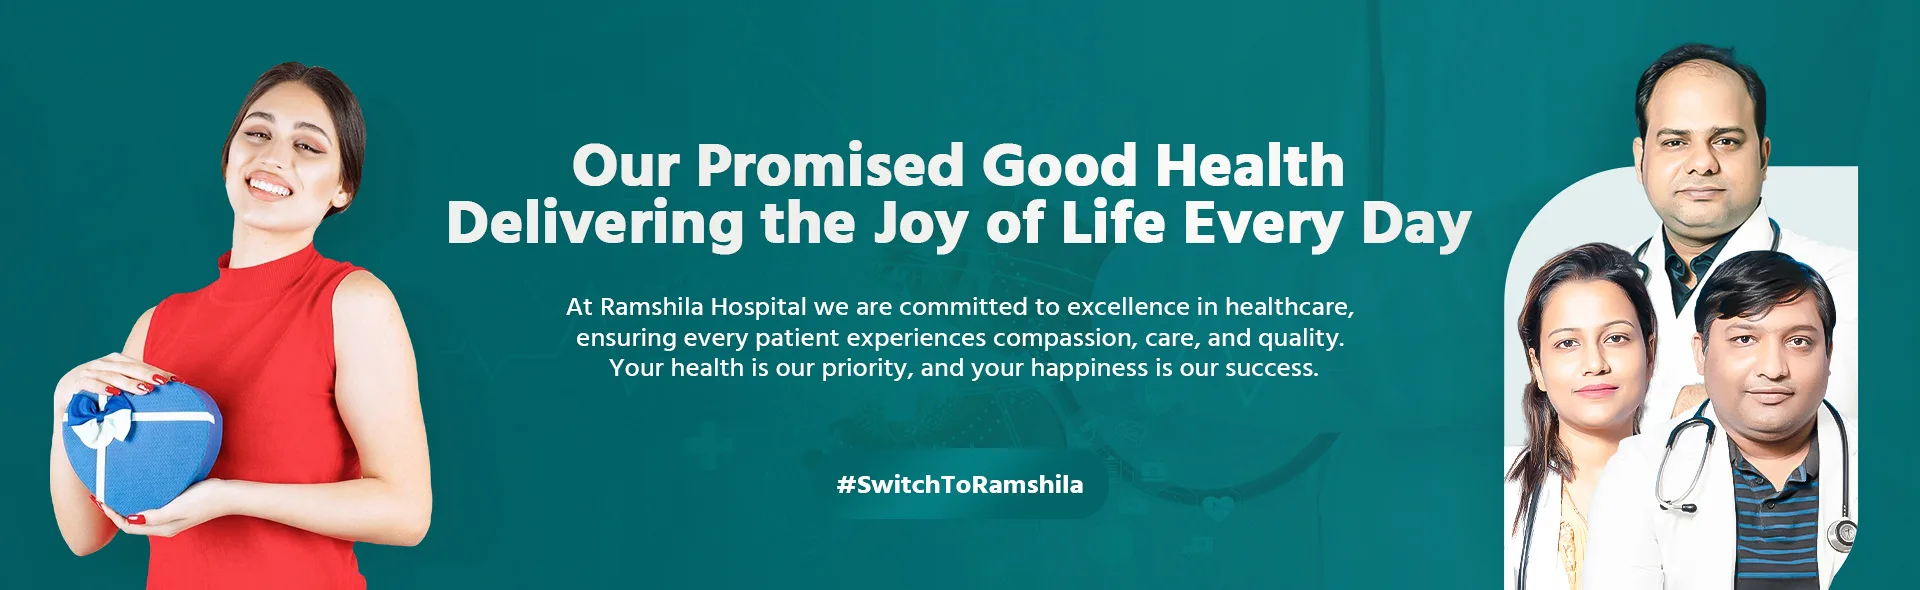 Our Promised Good Health
Delivering the Joy of Life Every Day
At Ramshila Hospital we are committed to excellence in healthcare,
ensuring every patient experiences compassion, care, and quality.
Your health is our priority, and your happiness is our success.
#SwitchToRamshila